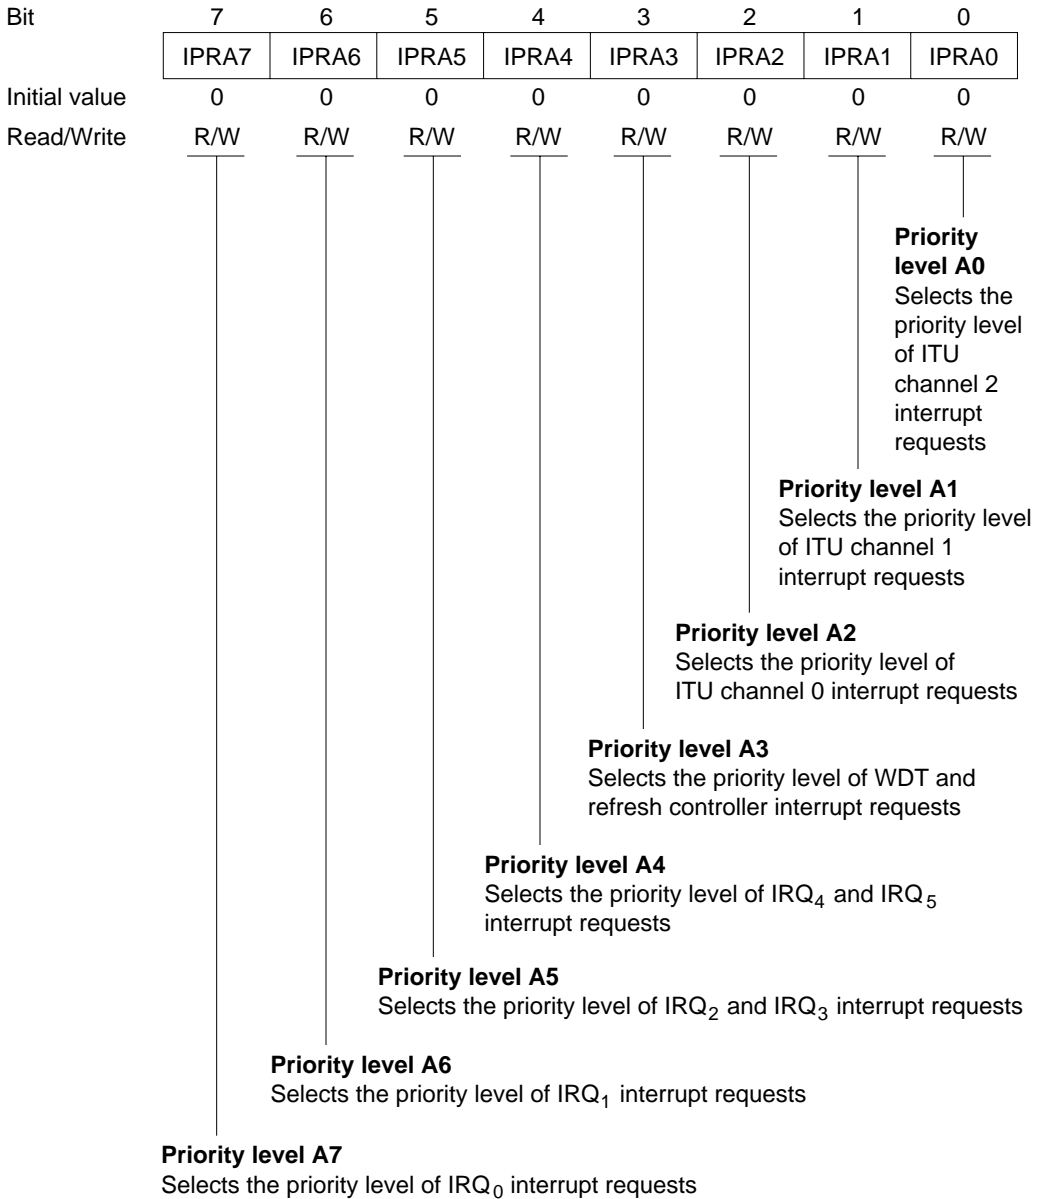 Bit 7 6 5 4 3 2 1 0
IPRA7 IPRA6 IPRA5 IPRA4 IPRA3 IPRA2 IPRA1 IPRA0
Initial value 0 0 0 0 0 0 0 0
Read/Write R/W R/W R/W R/W R/W R/W R/W R/W
Priority
level A0
Selects the
priority level
of ITU
channel 2
interrupt
requests
Priority level A1
Selects the priority level
of ITU channel 1
interrupt requests
Priority level A2
Selects the priority level of
ITU channel 0 interrupt requests
Priority level A3
Selects the priority level of WDT and
refresh controller interrupt requests
Priority level A4
Selects the priority level of IRQ4 and IRQ5
interrupt requests
Priority level A5
Selects the priority level of IRQ2 and IRQ3 interrupt requests
Priority level A6
Selects the priority level of IRQ1 interrupt requests
Priority level A7
Selects the priority level of IRQ0 interrupt requests